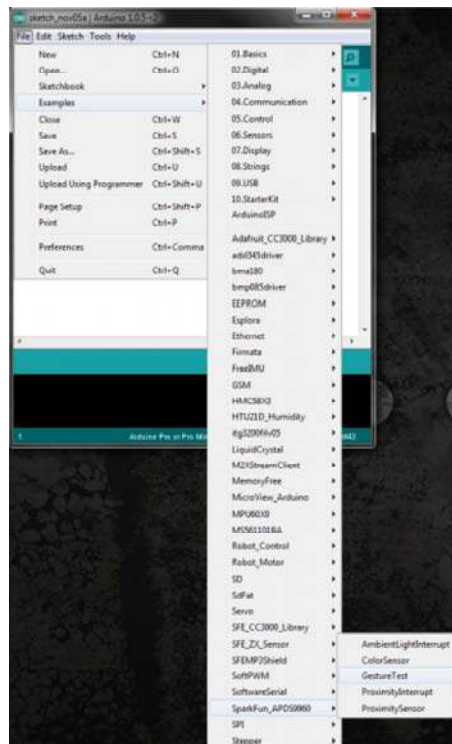 sketch_nov05a | Arduino 1.0.5-r2
File Edit Sketch Tools Help
New Ctrl+N
Open... Ctrl+O
Sketchbook
Examples
Close Ctrl+W
Save Ctrl+S
Save As... Ctrl+Shift+S
Upload Ctrl+U
Upload Using Programmer Ctrl+Shift+U
Page Setup Ctrl+Shift+P
Print Ctrl+P
Preferences Ctrl+Comma
Quit Ctrl+Q
1
Arduino Pro or Pro
01.Basics
02.Digital
03.Analog
04.Communication
05.Control
06.Sensors
07.Display
08.Strings
09.USB
10.StarterKit
ArduinoISP
Adafruit_CC3000_Library
adxl345driver
bma180
bmp085driver
EEPROM
Esplora
Ethernet
Firmata
FreeIMU
GSM
HMC58X3
HTU21D_Humidity
itg3200filv05
LiquidCrystal
M2XStreamClient
MemoryFree
MicroView_Arduino
MPU60X0
MS561101BA
Robot_Control
Robot_Motor
SD
SdFat
Servo
SFE_CC3000_Library
SFE_ZX_Sensor
SFEMP3Shield
SoftPWM
SoftwareSerial
SparkFun_APDS9960
SPI
Stepper
AmbientLightInterrupt
ColorSensor
GestureTest
ProximityInterrupt
ProximitySensor